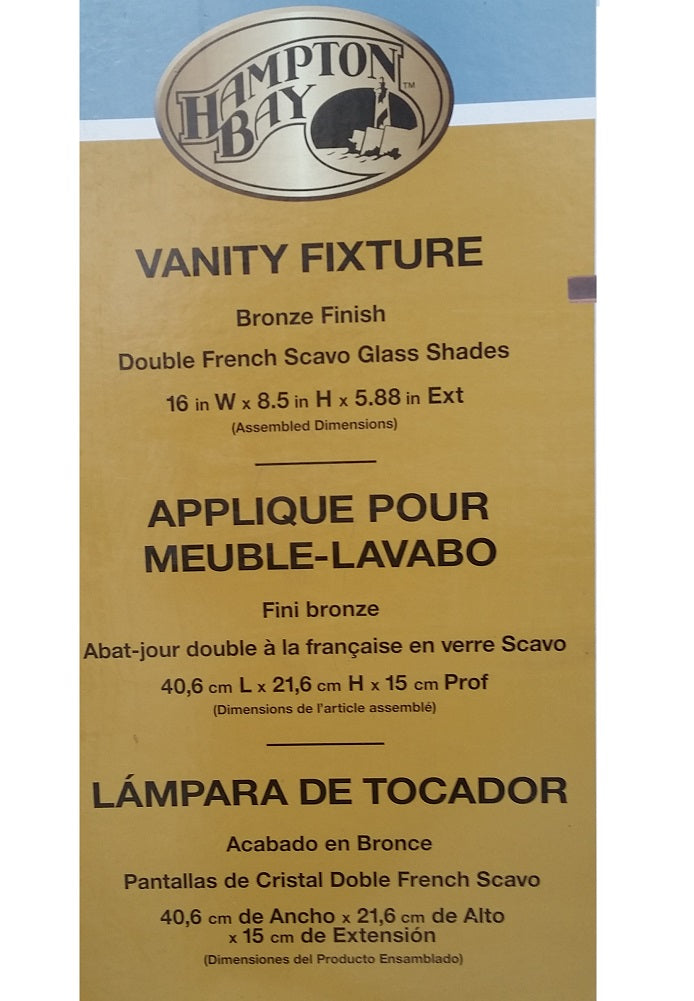 HAMPTON
BAY
™
VANITY FIXTURE
Bronze Finish
Double French Scavo Glass Shades
16 in W x 8.5 in H x 5.88 in Ext
(Assembled Dimensions)
APPLIQUE POUR
MEUBLE-LAVABO
Fini bronze
Abat-jour double à la française en verre Scavo
40,6 cm L x 21,6 cm H x 15 cm Prof
(Dimensions de l'article assemblé)
LÁMPARA DE TOCADOR
Acabado en Bronce
Pantallas de Cristal Doble French Scavo
40,6 cm de Ancho x 21,6 cm de Alto
x 15 cm de Extensión
(Dimensiones del Producto Ensamblado)